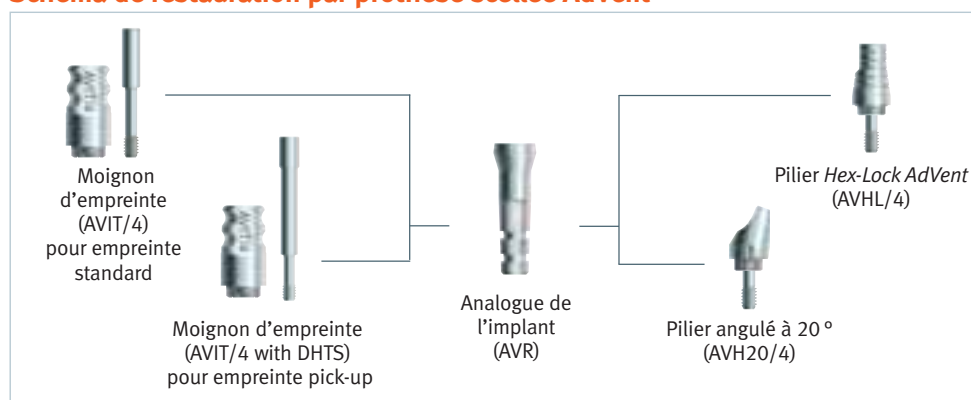 Schéma de restauration par prothèse scellée AdVent
Moignon
d’empreinte
(AVIT/4)
pour empreinte
standard
Moignon d’empreinte
(AVIT/4 with DHTS)
pour empreinte pick-up
Analogue de
l’implant
(AVR)
Pilier Hex-Lock AdVent
(AVHL/4)
Pilier angulé à 20 °
(AVH20/4)